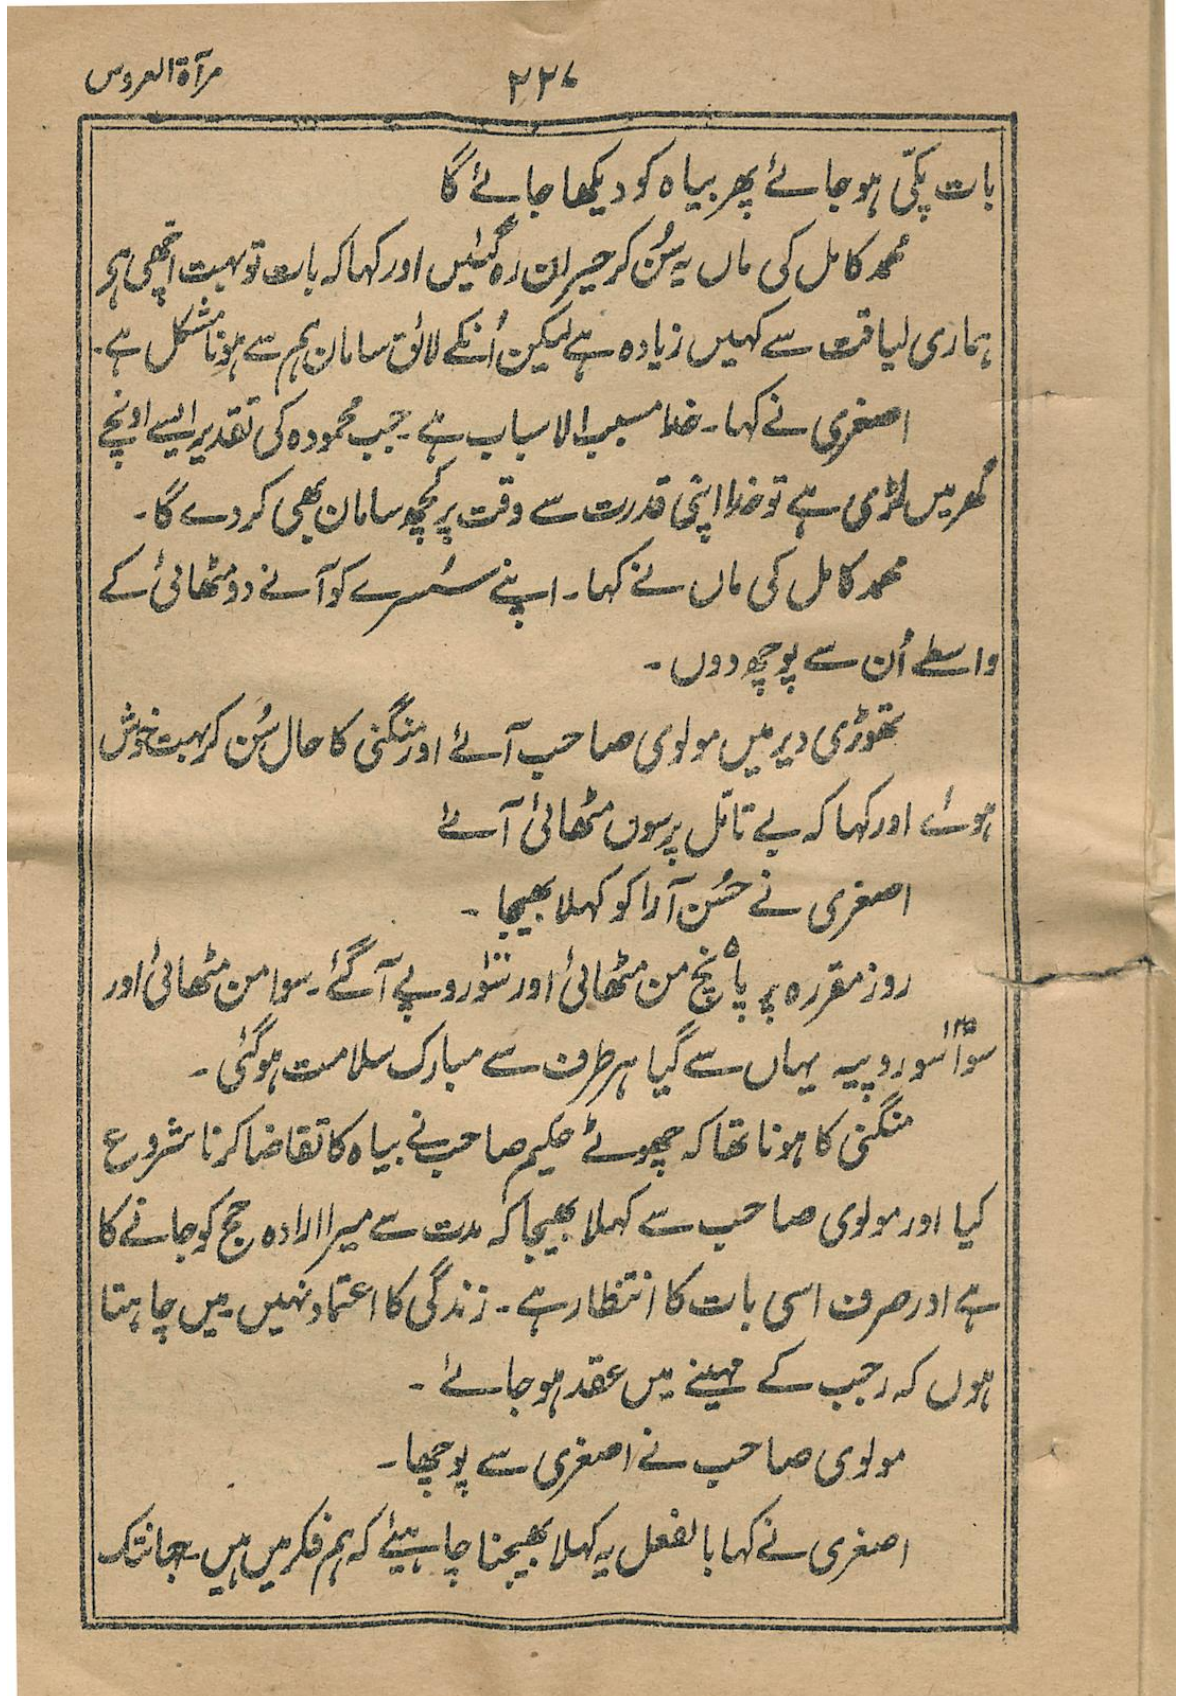 مرآۃ العروس ۲۲۷
بات پکّی ہو جائے پھر بیاہ کو دیکھا جائے گا
محمد کامل کی ماں یہ سُن کر حیران رہ گئیں اور کہا کہ بات تو بہت اچھی ہی
ہماری لیاقت سے کہیں زیادہ ہے لیکن اُنکے لائق سامان ہم سے ہونا مشکل ہے۔
اصغری نے کہا۔ خدا مسبب الاسباب ہے۔ جب محمودہ کی تقدیر ایسے اونچے
گھر میں لڑی ہے تو خدا اپنی قدرت سے وقت پر کچھ سامان بھی کر دے گا۔
محمد کامل کی ماں نے کہا۔ اپنے سُسرے کو آنے دو مٹھائی کے
واسطے اُن سے پوچھ دوں۔
تھوڑی دیر میں مولوی صاحب آئے اور منگنی کا حال سُن کر بہت خوش
ہوئے اور کہا کہ بے تامّل پرسوں مٹھائی آئے
اصغری نے حُسن آرا کو کہلا بھیجا۔
روز مقررہ پر پانچ ۵ من مٹھائی اور سَو ۱۰۰ روپے آگئے۔ سوا من مٹھائی اور
سوا سو ۱۲۵ روپیہ یہاں سے گیا ہر طرف سے مبارک سلامت ہو گئی۔
منگنی کا ہونا تھا کہ چھوٹے حکیم صاحب نے بیاہ کا تقاضا کرنا شروع
کیا اور مولوی صاحب سے کہلا بھیجا کہ مدت سے میرا ارادہ حج کو جانے کا
ہے اور صرف اسی بات کا انتظار ہے۔ زندگی کا اعتماد نہیں۔ میں چاہتا
ہوں کہ رجب کے مہینے میں عقد ہو جائے۔
مولوی صاحب نے اصغری سے پوچھا۔
اصغری نے کہا بالفعل یہ کہلا بھیجنا چاہیئے کہ ہم فکر میں ہیں۔ جہانتک